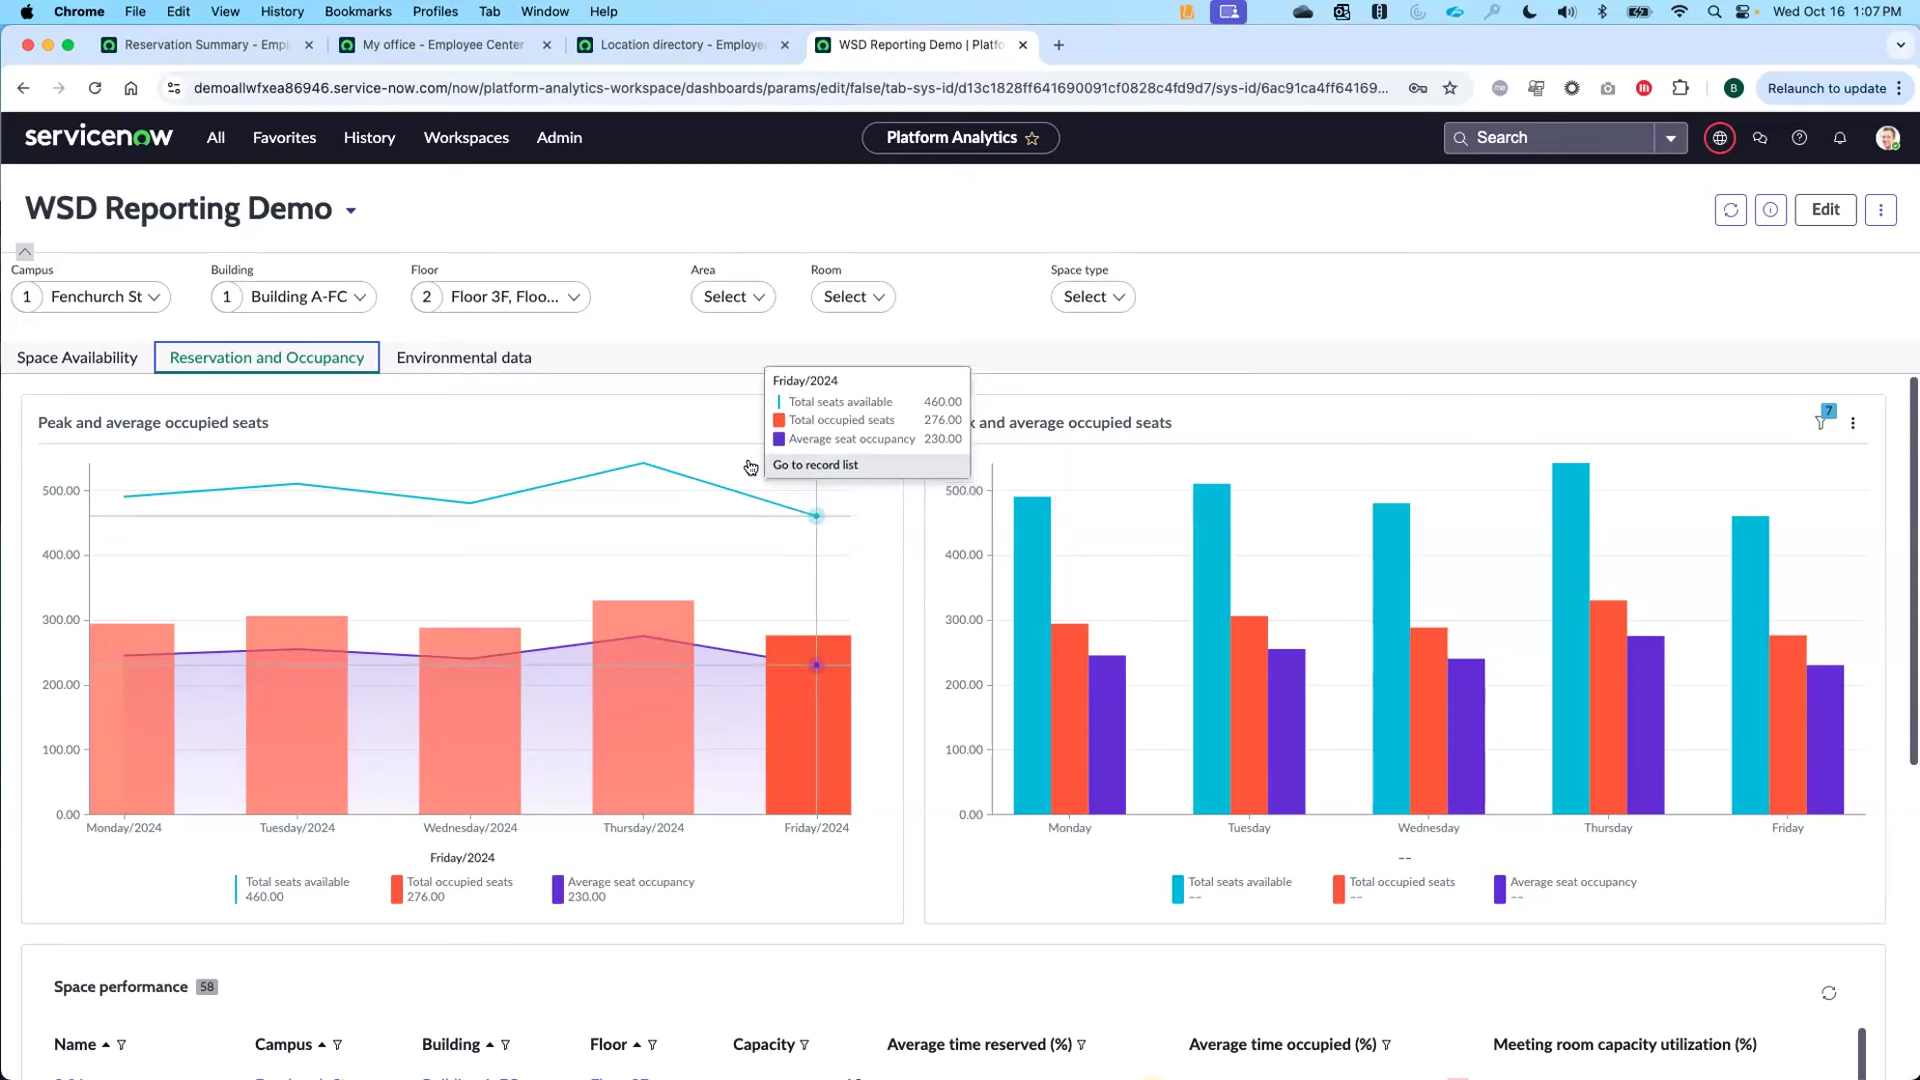 Chrome File Edit View History Bookmarks Profiles Tab Window Help Wed Oct 16 1:07 PM
Reservation Summary - Empl My office - Employee Center Location directory - Employe WSD Reporting Demo | Platfo
demoallwfxea86946.service-now.com/now/platform-analytics-workspace/dashboards/params/edit/false/tab-sys-id/d13c1828ff641690091cf0828c4fd9d7/sys-id/6ac91ca4ff64169... B Relaunch to update
servicenow All Favorites History Workspaces Admin Platform Analytics Search
WSD Reporting Demo Edit
Campus Building Floor Area Room Space type
1 Fenchurch St 1 Building A-FC 2 Floor 3F, Floo... Select Select Select
Space Availability Reservation and Occupancy Environmental data
Friday/2024
Total seats available 460.00
Total occupied seats 276.00
Average seat occupancy 230.00
Go to record list
Peak and average occupied seats
500.00
400.00
300.00
200.00
100.00
0.00
Monday/2024 Tuesday/2024 Wednesday/2024 Thursday/2024 Friday/2024
Friday/2024
Total seats available Total occupied seats Average seat occupancy
460.00 276.00 230.00
k and average occupied seats 7
500.00
400.00
300.00
200.00
100.00
0.00
Monday Tuesday Wednesday Thursday Friday
--
Total seats available Total occupied seats Average seat occupancy
-- -- --
Space performance 58
Name Campus Building Floor Capacity Average time reserved (%) Average time occupied (%) Meeting room capacity utilization (%)